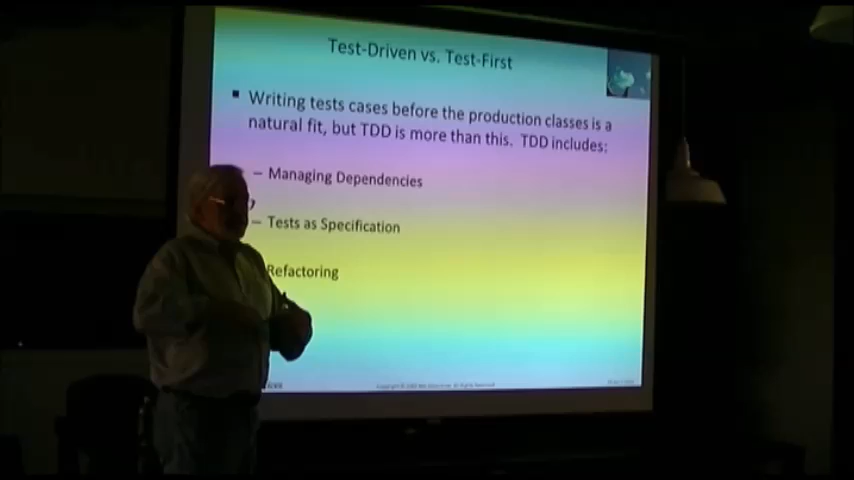 Test-Driven vs. Test-First
▪ Writing tests cases before the production classes is a
natural fit, but TDD is more than this. TDD includes:
– Managing Dependencies
– Tests as Specification
Refactoring